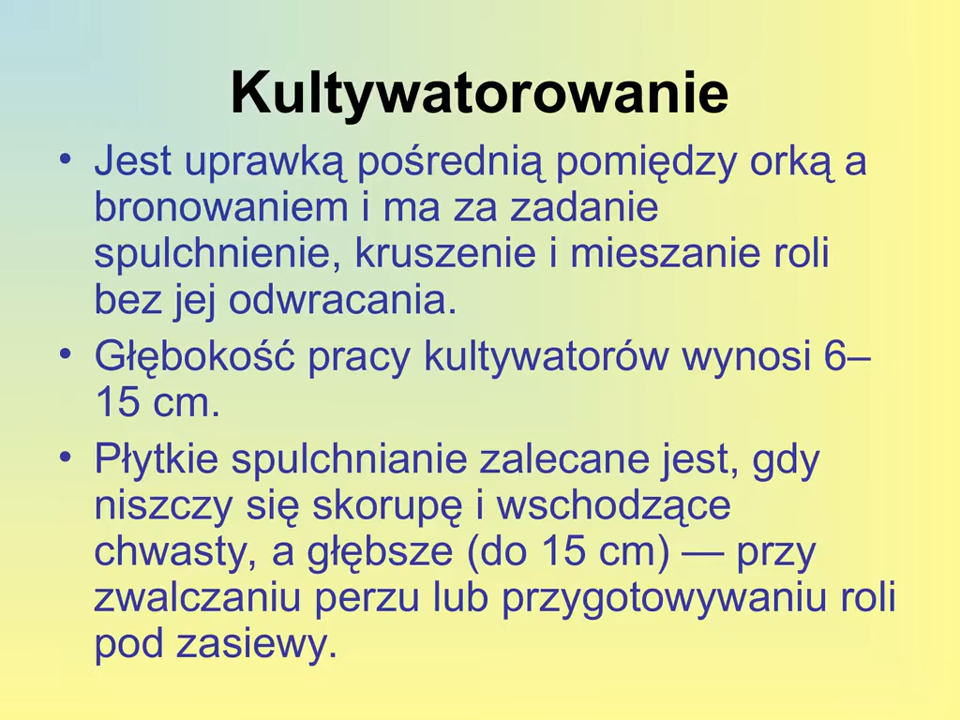 Kultywatorowanie
• Jest uprawką pośrednią pomiędzy orką a
bronowaniem i ma za zadanie
spulchnienie, kruszenie i mieszanie roli
bez jej odwracania.
• Głębokość pracy kultywatorów wynosi 6–
15 cm.
• Płytkie spulchnianie zalecane jest, gdy
niszczy się skorupę i wschodzące
chwasty, a głębsze (do 15 cm) — przy
zwalczaniu perzu lub przygotowywaniu roli
pod zasiewy.